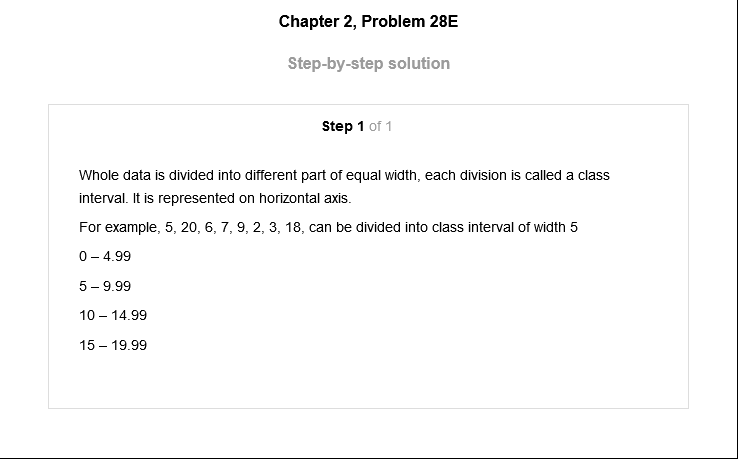 Chapter 2, Problem 28E
Step-by-step solution
Step 1 of 1
Whole data is divided into different part of equal width, each division is called a class
interval. It is represented on horizontal axis.
For example, 5, 20, 6, 7, 9, 2, 3, 18, can be divided into class interval of width 5
0 – 4.99
5 – 9.99
10 – 14.99
15 – 19.99